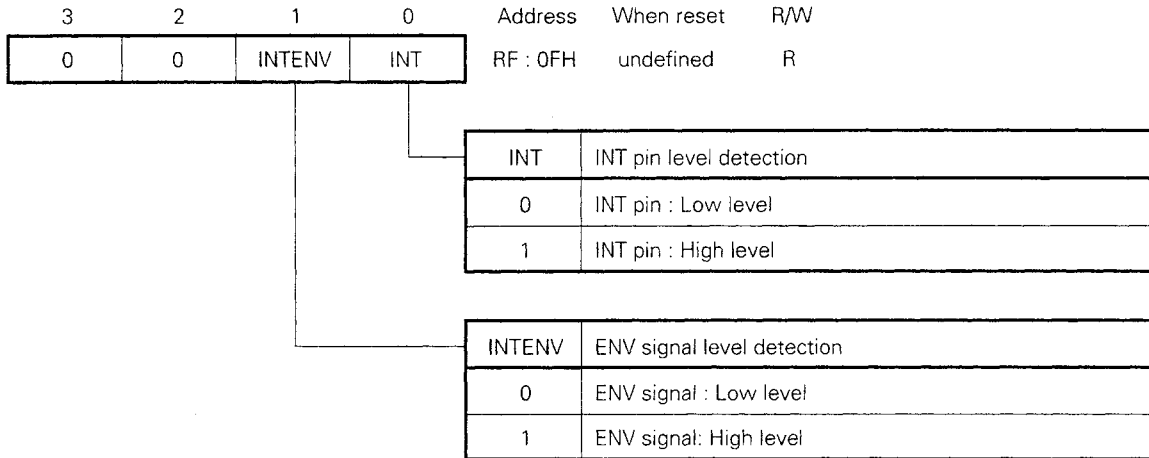 3 2 1 0 Address When reset R/W
0 0 INTENV INT RF : 0FH undefined R
INT INT pin level detection
0 INT pin : Low level
1 INT pin : High level
INTENV ENV signal level detection
0 ENV signal : Low level
1 ENV signal: High level